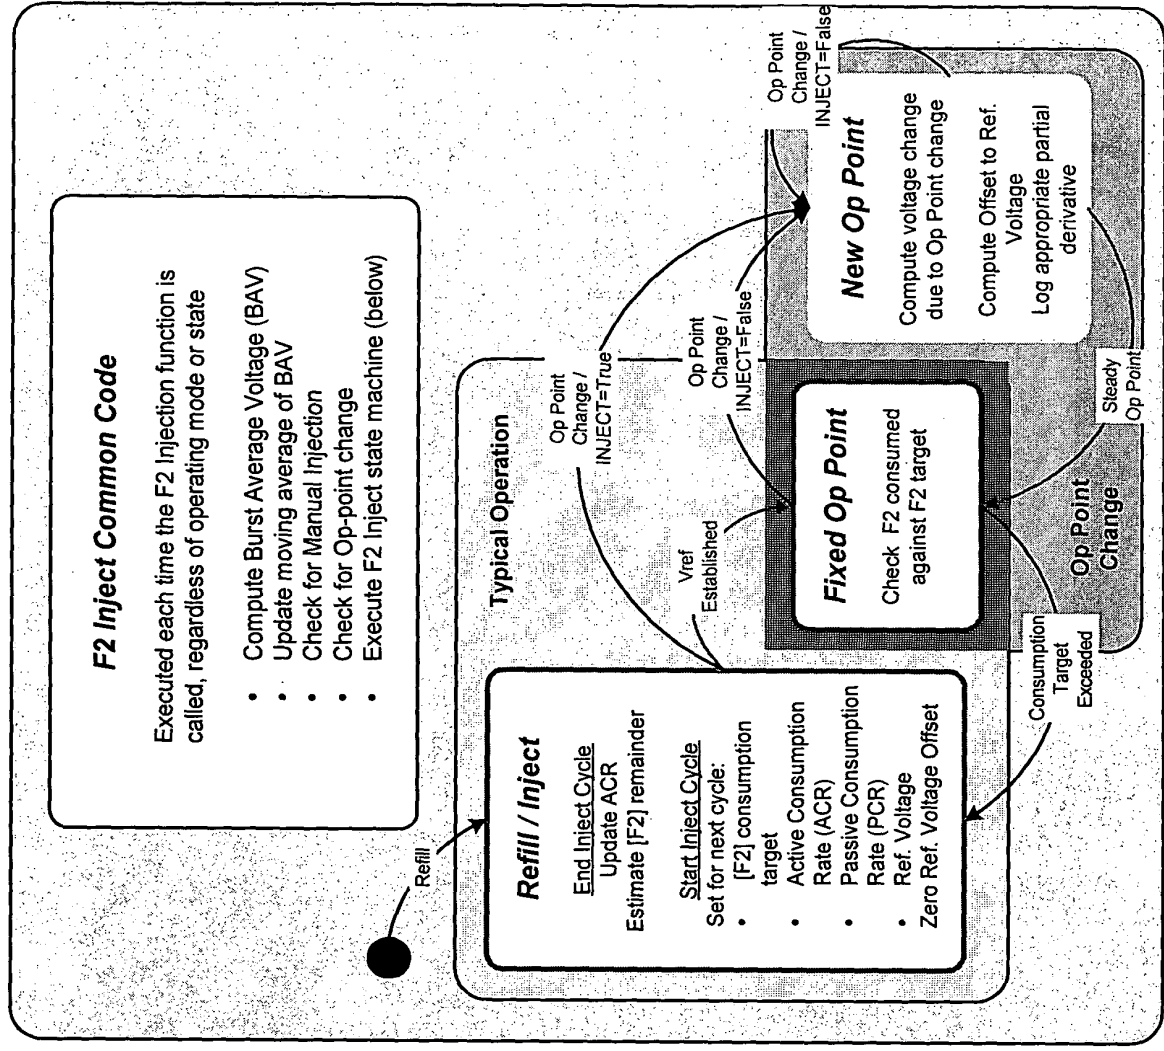 F2 Inject Common Code
Executed each time the F2 Injection function is
called, regardless of operating mode or state
• Compute Burst Average Voltage (BAV)
• Update moving average of BAV
• Check for Manual Injection
• Check for Op-point change
• Execute F2 Inject state machine (below)
Refill
Typical Operation
Refill / Inject
End Inject Cycle
Update ACR
Estimate [F2] remainder
Start Inject Cycle
Set for next cycle:
• [F2] consumption
target
• Active Consumption
Rate (ACR)
• Passive Consumption
Rate (PCR)
• Ref. Voltage
Zero Ref. Voltage Offset
Op Point
Change /
INJECT=True
Vref
Established
Op Point
Change /
INJECT=False
Fixed Op Point
Check F2 consumed
against F2 target
Consumption
Target
Exceeded
Op Point
Change
Steady
Op Point
Op Point
Change /
INJECT=False
New Op Point
Compute voltage change
due to Op Point change
Compute Offset to Ref.
Voltage
Log appropriate partial
derivative